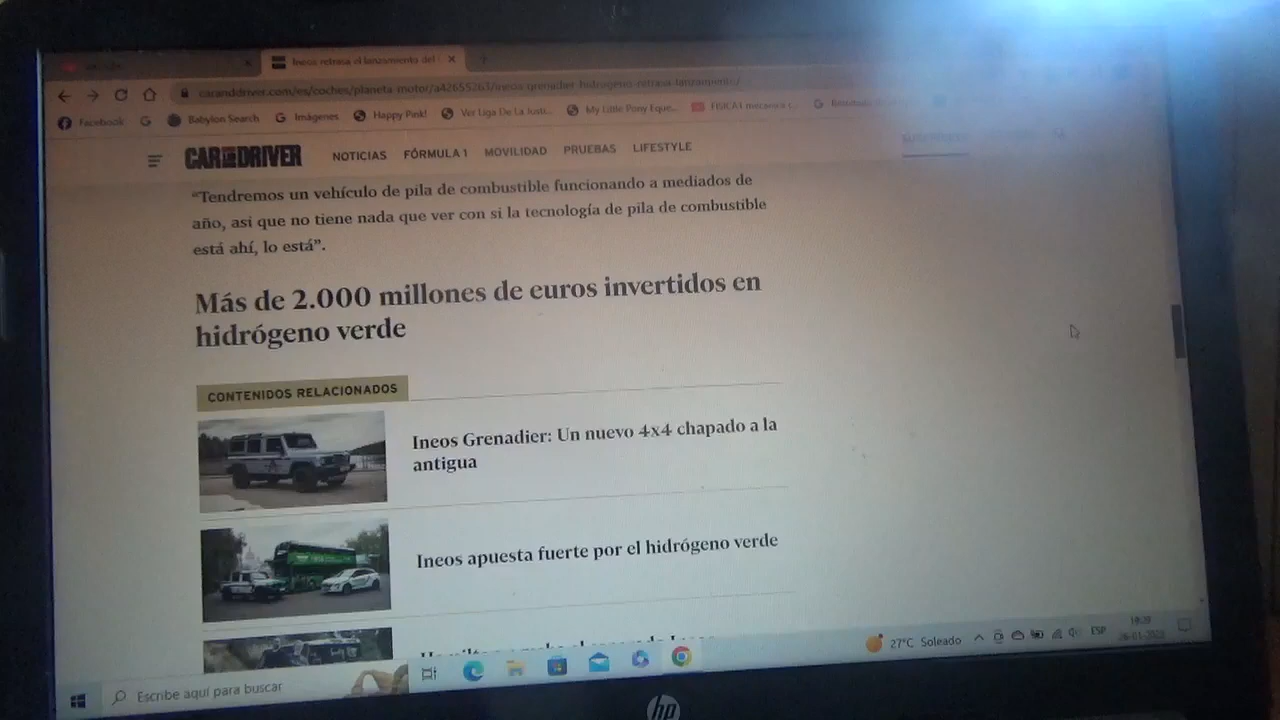 Ineos retrasa el lanzamiento del
caranddriver.com/es/coches/planeta-motor/a42655263/ineos-grenadier-hidrogeno-retrasa-lanzamiento/
Facebook Babylon Search Imágenes Happy Pink! Ver Liga De La Justi... My Little Pony Eque... FISICA1 mecanica c...
CAR AND DRIVER NOTICIAS FÓRMULA 1 MOVILIDAD PRUEBAS LIFESTYLE
“Tendremos un vehículo de pila de combustible funcionando a mediados de
año, asi que no tiene nada que ver con si la tecnología de pila de combustible
está ahí, lo está”.
Más de 2.000 millones de euros invertidos en
hidrógeno verde
CONTENIDOS RELACIONADOS
Ineos Grenadier: Un nuevo 4x4 chapado a la
antigua
Ineos apuesta fuerte por el hidrógeno verde
Escribe aquí para buscar
27°C Soleado ESP
hp